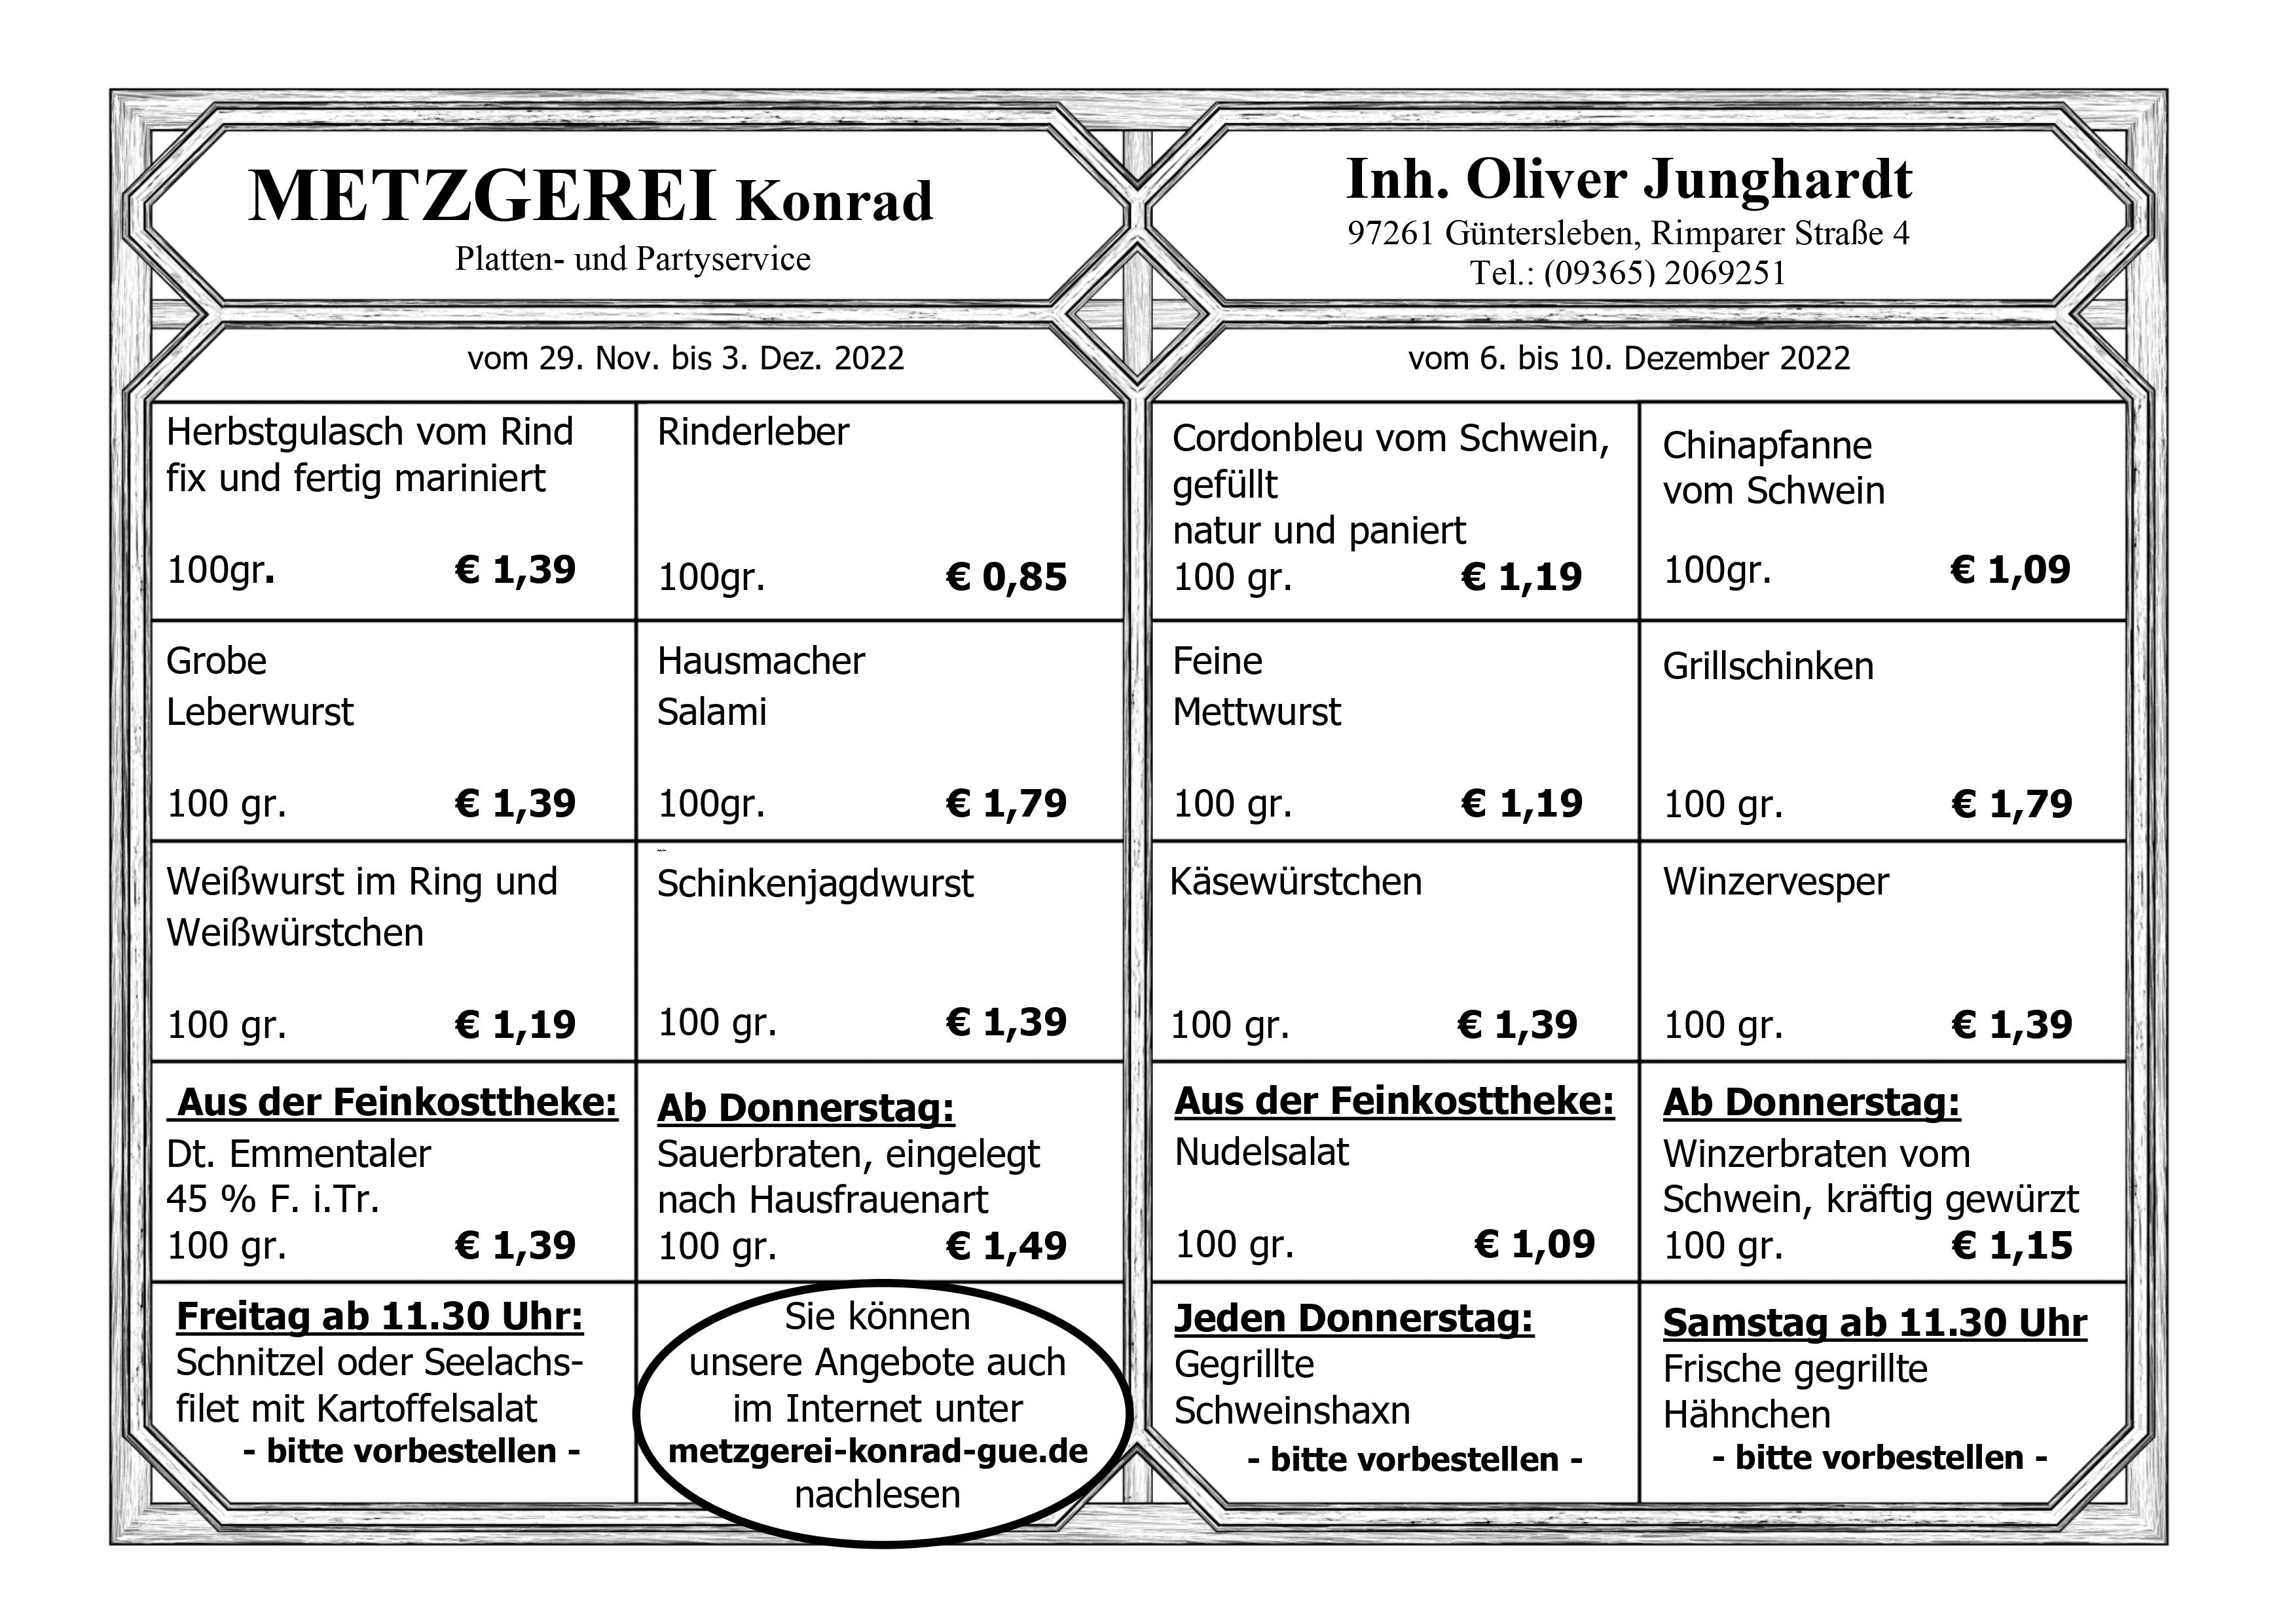 METZGEREI Konrad
Platten- und Partyservice
Inh. Oliver Junghardt
97261 Güntersleben, Rimparer Straße 4
Tel.: (09365) 2069251
vom 29. Nov. bis 3. Dez. 2022
Herbstgulasch vom Rind
fix und fertig mariniert
100gr. € 1,39
Rinderleber
100gr. € 0,85
Grobe
Leberwurst
100 gr. € 1,39
Hausmacher
Salami
100gr. € 1,79
Weißwurst im Ring und
Weißwürstchen
100 gr. € 1,19
Schinkenjagdwurst
100 gr. € 1,39
Aus der Feinkosttheke:
Dt. Emmentaler
45 % F. i.Tr.
100 gr. € 1,39
Ab Donnerstag:
Sauerbraten, eingelegt
nach Hausfrauenart
100 gr. € 1,49
Freitag ab 11.30 Uhr:
Schnitzel oder Seelachs-
filet mit Kartoffelsalat
- bitte vorbestellen -
Sie können
unsere Angebote auch
im Internet unter
metzgerei-konrad-gue.de
nachlesen
vom 6. bis 10. Dezember 2022
Cordonbleu vom Schwein,
gefüllt
natur und paniert
100 gr. € 1,19
Chinapfanne
vom Schwein
100gr. € 1,09
Feine
Mettwurst
100 gr. € 1,19
Grillschinken
100 gr. € 1,79
Käsewürstchen
100 gr. € 1,39
Winzervesper
100 gr. € 1,39
Aus der Feinkosttheke:
Nudelsalat
100 gr. € 1,09
Ab Donnerstag:
Winzerbraten vom
Schwein, kräftig gewürzt
100 gr. € 1,15
Jeden Donnerstag:
Gegrillte
Schweinshaxn
- bitte vorbestellen -
Samstag ab 11.30 Uhr
Frische gegrillte
Hähnchen
- bitte vorbestellen -